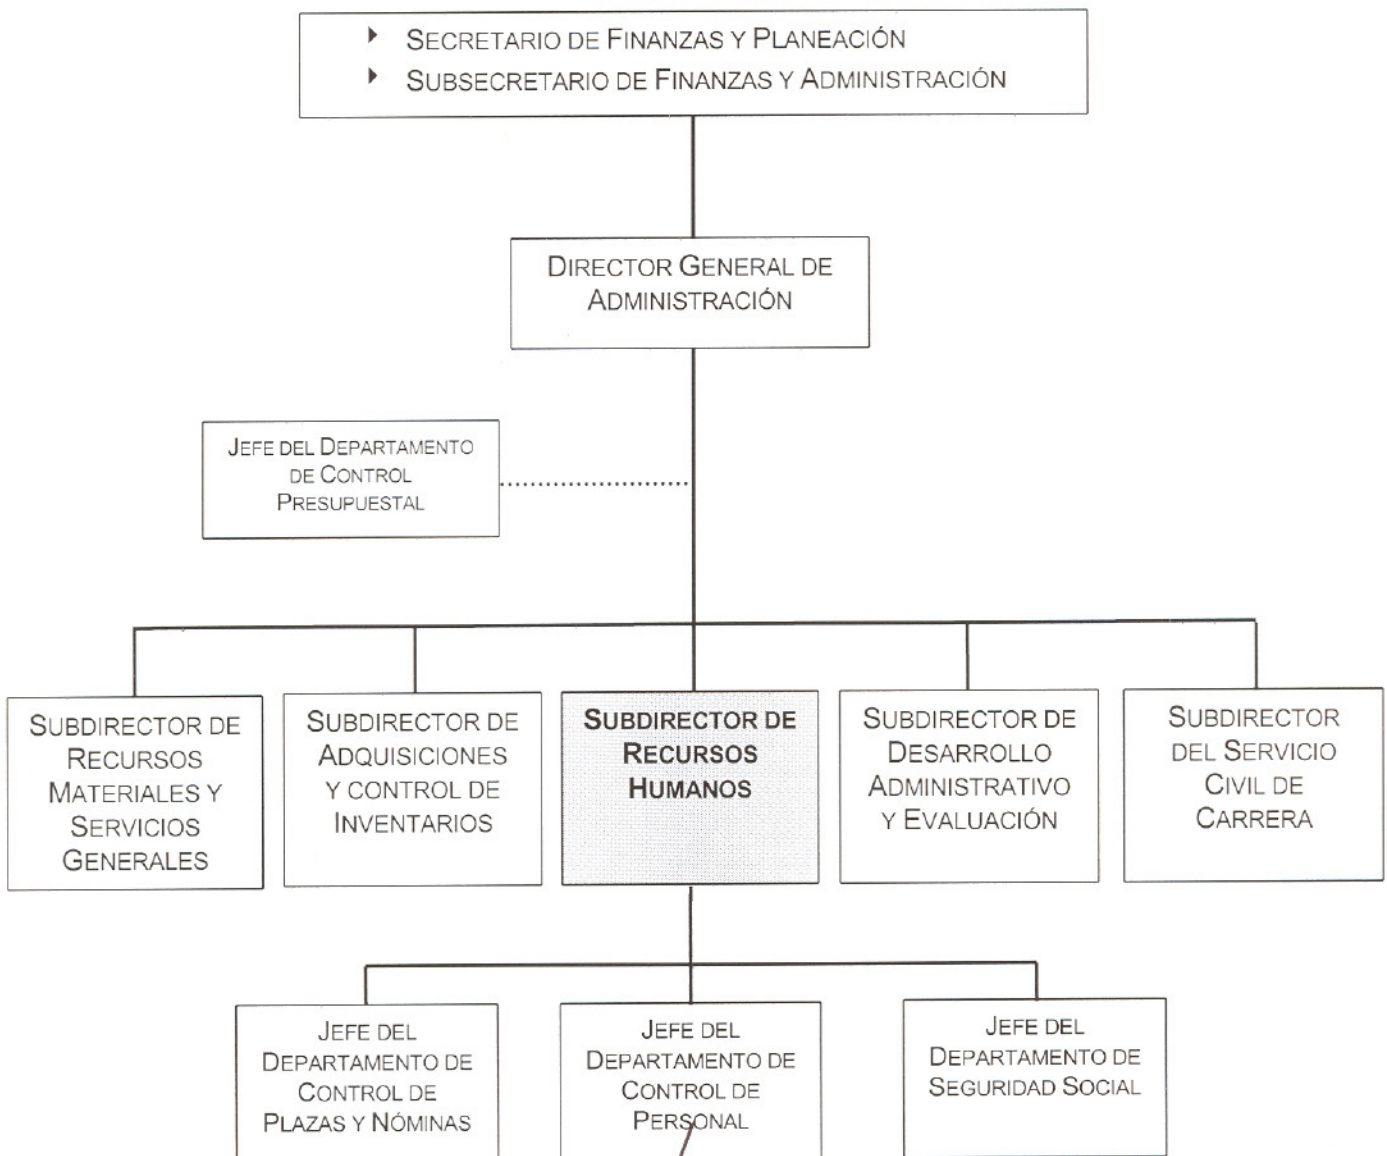 SECRETARIO DE FINANZAS Y PLANEACIÓN
SUBSECRETARIO DE FINANZAS Y ADMINISTRACIÓN
DIRECTOR GENERAL DE
ADMINISTRACIÓN
JEFE DEL DEPARTAMENTO
DE CONTROL
PRESUPUESTAL
SUBDIRECTOR DE
RECURSOS
MATERIALES Y
SERVICIOS
GENERALES
SUBDIRECTOR DE
ADQUISICIONES
Y CONTROL DE
INVENTARIOS
SUBDIRECTOR DE
RECURSOS
HUMANOS
SUBDIRECTOR DE
DESARROLLO
ADMINISTRATIVO
Y EVALUACIÓN
SUBDIRECTOR
DEL SERVICIO
CIVIL DE
CARRERA
JEFE DEL
DEPARTAMENTO DE
CONTROL DE
PLAZAS Y NÓMINAS
JEFE DEL
DEPARTAMENTO DE
CONTROL DE
PERSONAL
JEFE DEL
DEPARTAMENTO DE
SEGURIDAD SOCIAL